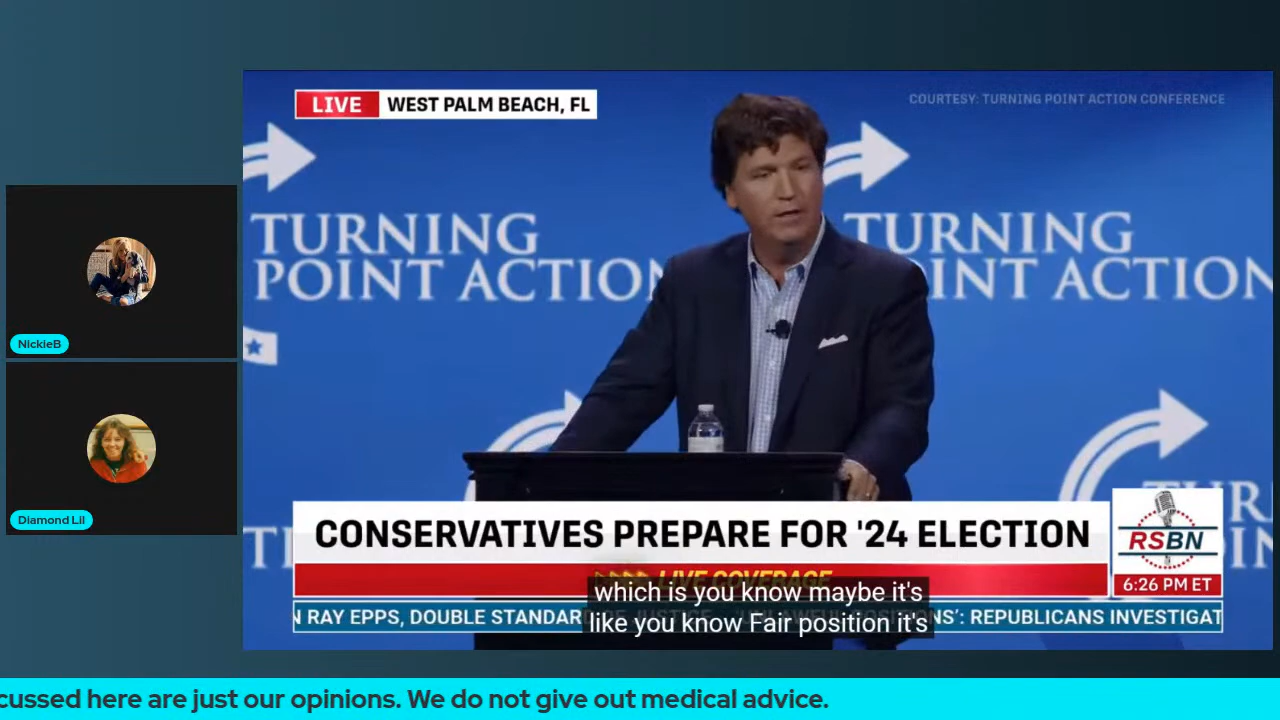 LIVE WEST PALM BEACH, FL
COURTESY: TURNING POINT ACTION CONFERENCE
TURNING
POINT ACTION
TURNING
POINT ACTION
NickieB
Diamond Lil
CONSERVATIVES PREPARE FOR '24 ELECTION
RSBN
LIVE COVERAGE
6:26 PM ET
which is you know maybe it's
like you know Fair position it's
N RAY EPPS, DOUBLE STANDARD
S': REPUBLICANS INVESTIGAT
cussed here are just our opinions. We do not give out medical advice.